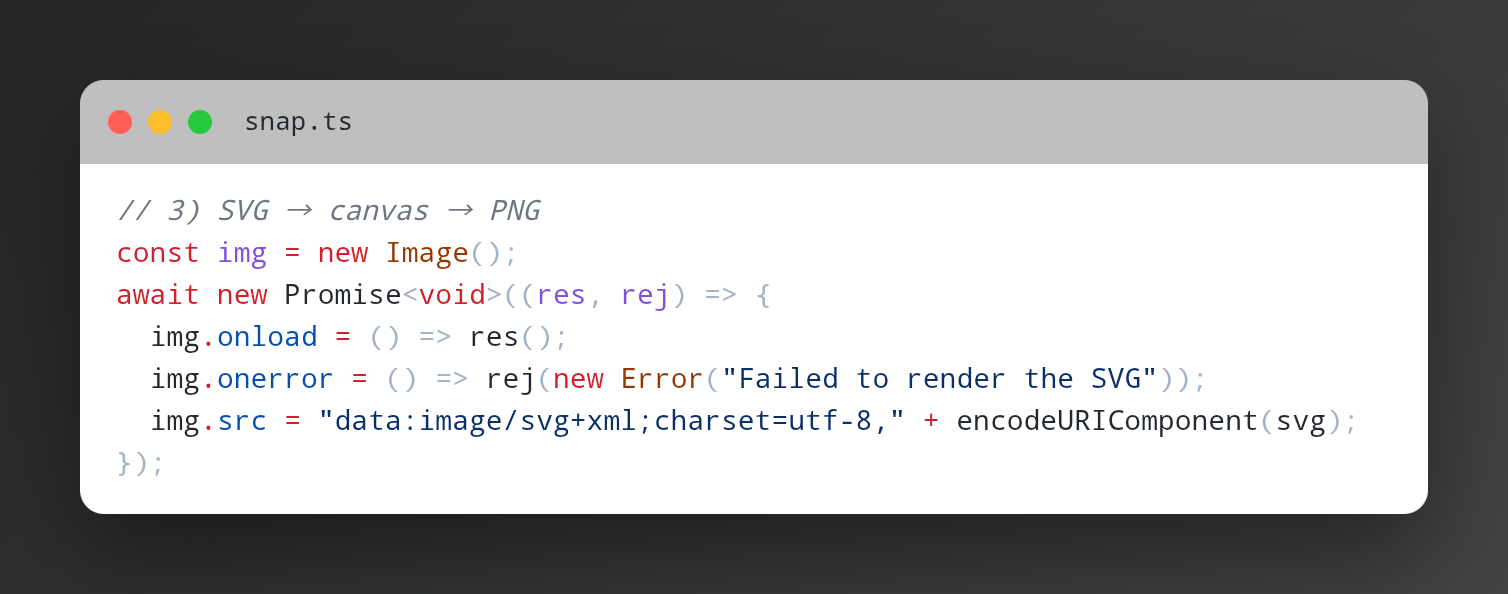 snap.ts
// 3) SVG → canvas → PNG
const img = new Image();
await new Promise<void>((res, rej) => {
  img.onload = () => res();
  img.onerror = () => rej(new Error("Failed to render the SVG"));
  img.src = "data:image/svg+xml;charset=utf-8," + encodeURIComponent(svg);
});